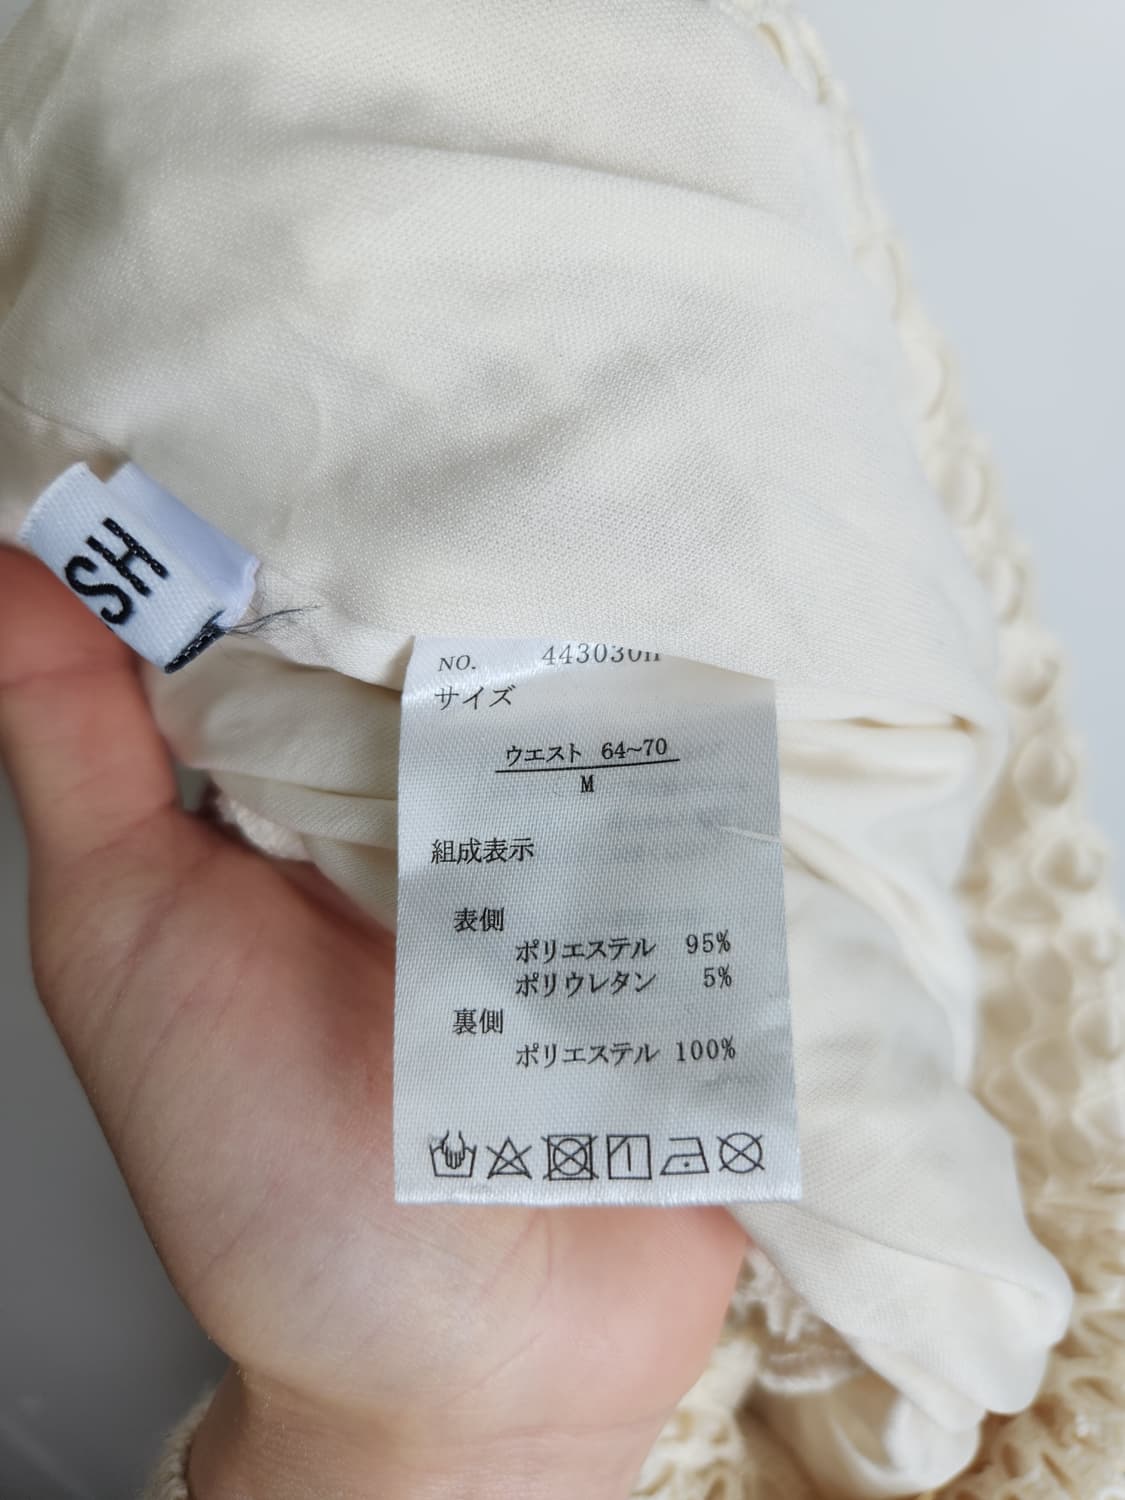 SH
NO. 443030
サイズ
ウエスト 64~70
M
組成表示
表側
ポリエステル 95%
ポリウレタン 5%
裏側
ポリエステル 100%